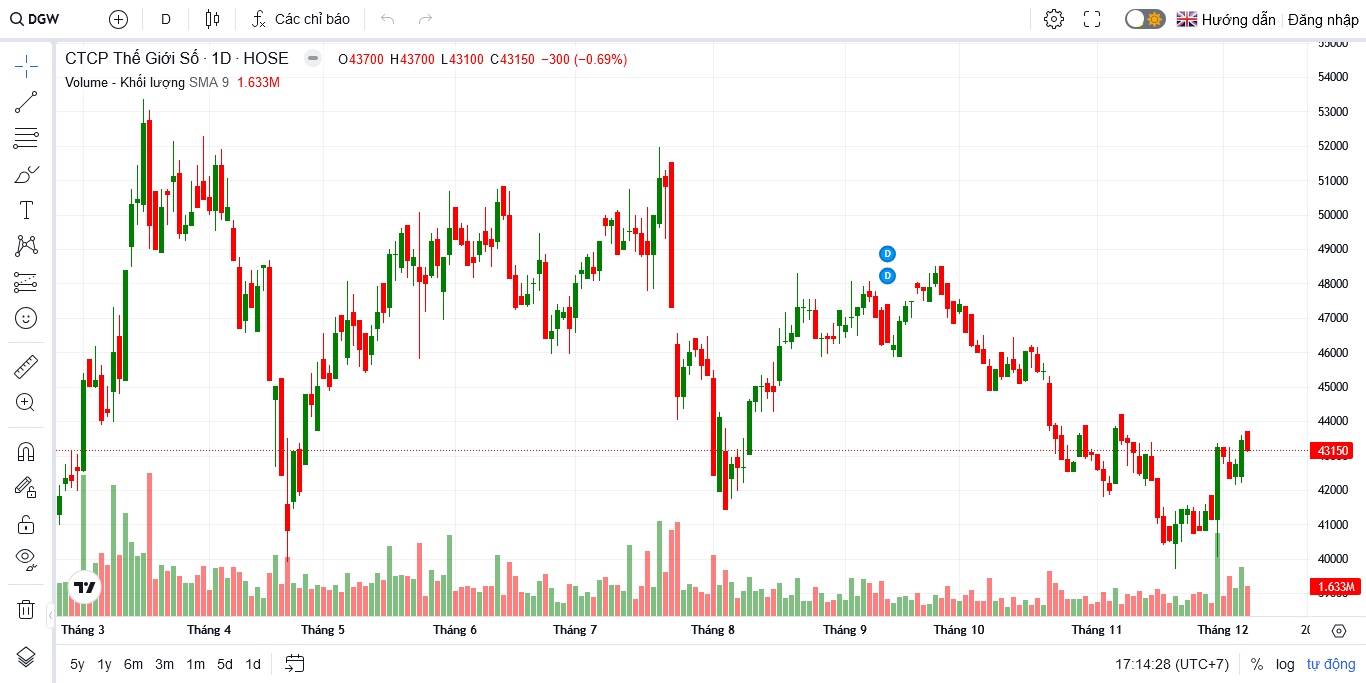 DGW D Các chỉ báo Hướng dẫn Đăng nhập
CTCP Thế Giới Số · 1D · HOSE O43700 H43700 L43100 C43150 −300 (−0.69%)
Volume - Khối lượng SMA 9 1.633M
55000
54000
53000
52000
51000
50000
49000
48000
47000
46000
45000
44000
43150
42000
41000
40000
1.633M
D
D
Tháng 3 Tháng 4 Tháng 5 Tháng 6 Tháng 7 Tháng 8 Tháng 9 Tháng 10 Tháng 11 Tháng 12
5y 1y 6m 3m 1m 5d 1d 17:14:28 (UTC+7) % log tự động